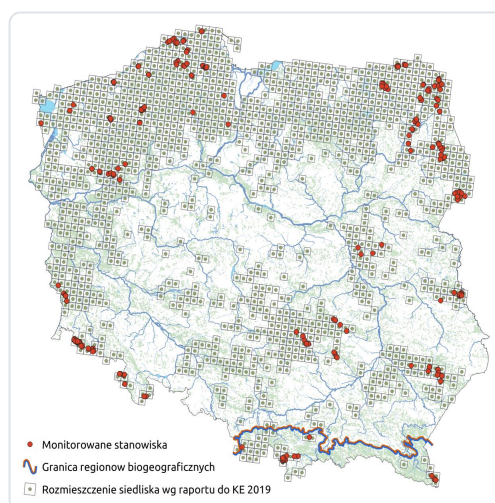 Monitorowane stanowiska
Granica regionow biogeograficznych
Rozmieszczenie siedliska wg raportu do KE 2019